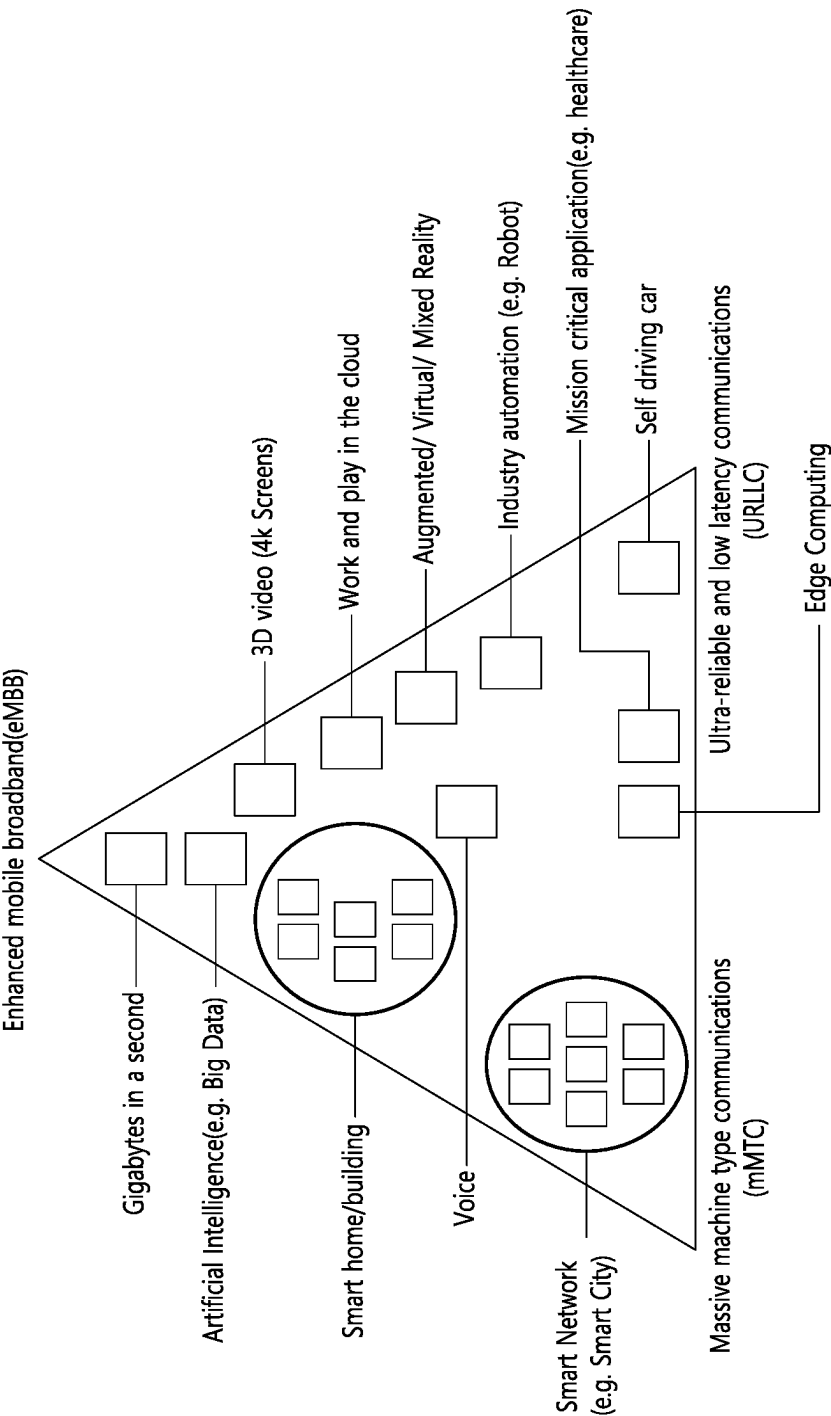 Enhanced mobile broadband(eMBB)
Gigabytes in a second
Artificial Intelligence(e.g. Big Data)
3D video (4k Screens)
Smart home/building
Work and play in the cloud
Augmented/ Virtual/ Mixed Reality
Voice
Industry automation (e.g. Robot)
Smart Network
(e.g. Smart City)
Mission critical application(e.g. healthcare)
Self driving car
Massive machine type communications
(mMTC)
Ultra-reliable and low latency communications
(URLLC)
Edge Computing